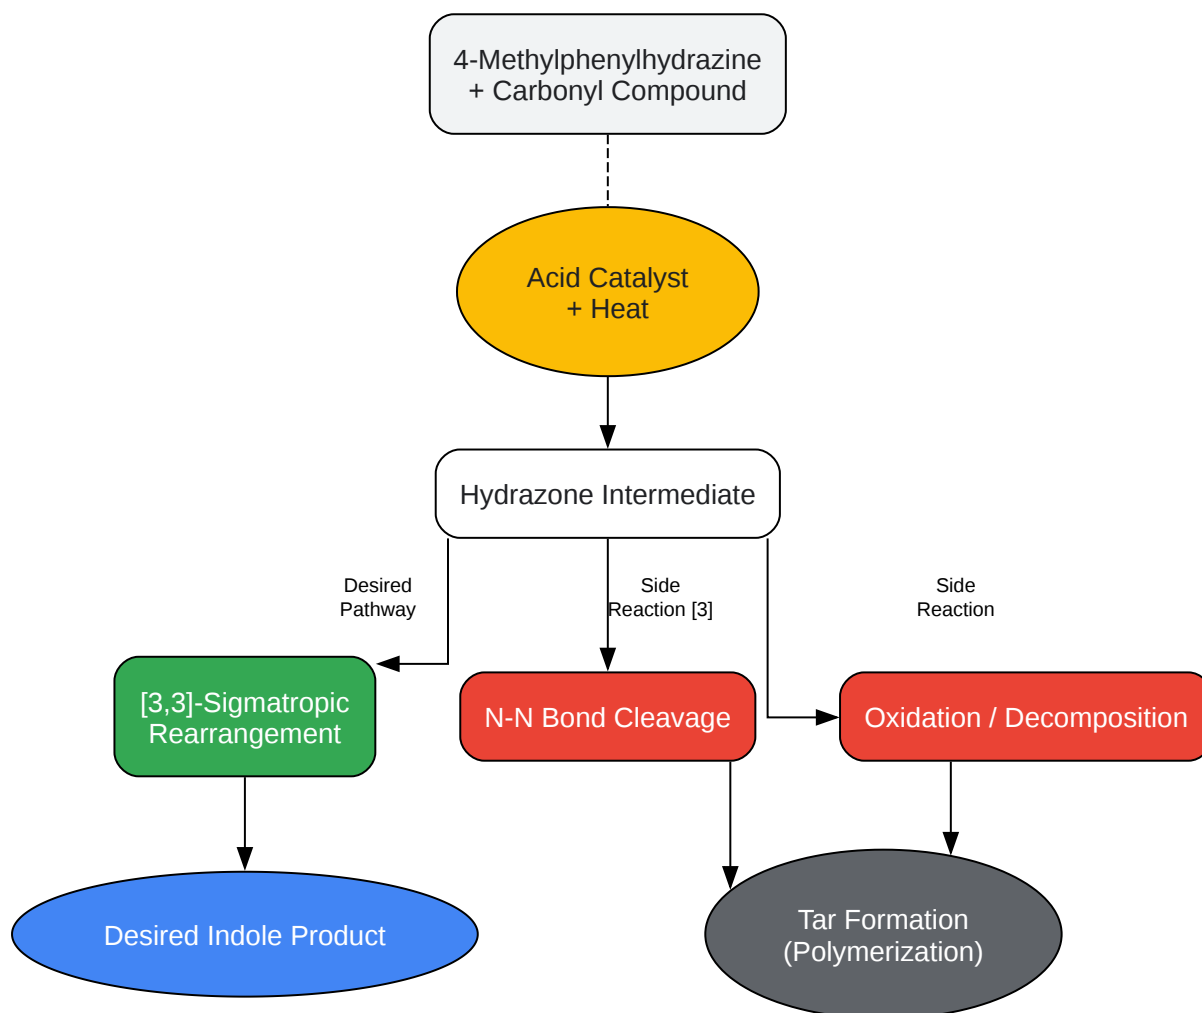 4-Methylphenylhydrazine
+ Carbonyl Compound
Acid Catalyst
+ Heat
Hydrazone Intermediate
Desired
Pathway
Side
Reaction [3]
Side
Reaction
[3,3]-Sigmatropic
Rearrangement
N-N Bond Cleavage
Oxidation / Decomposition
Desired Indole Product
Tar Formation
(Polymerization)